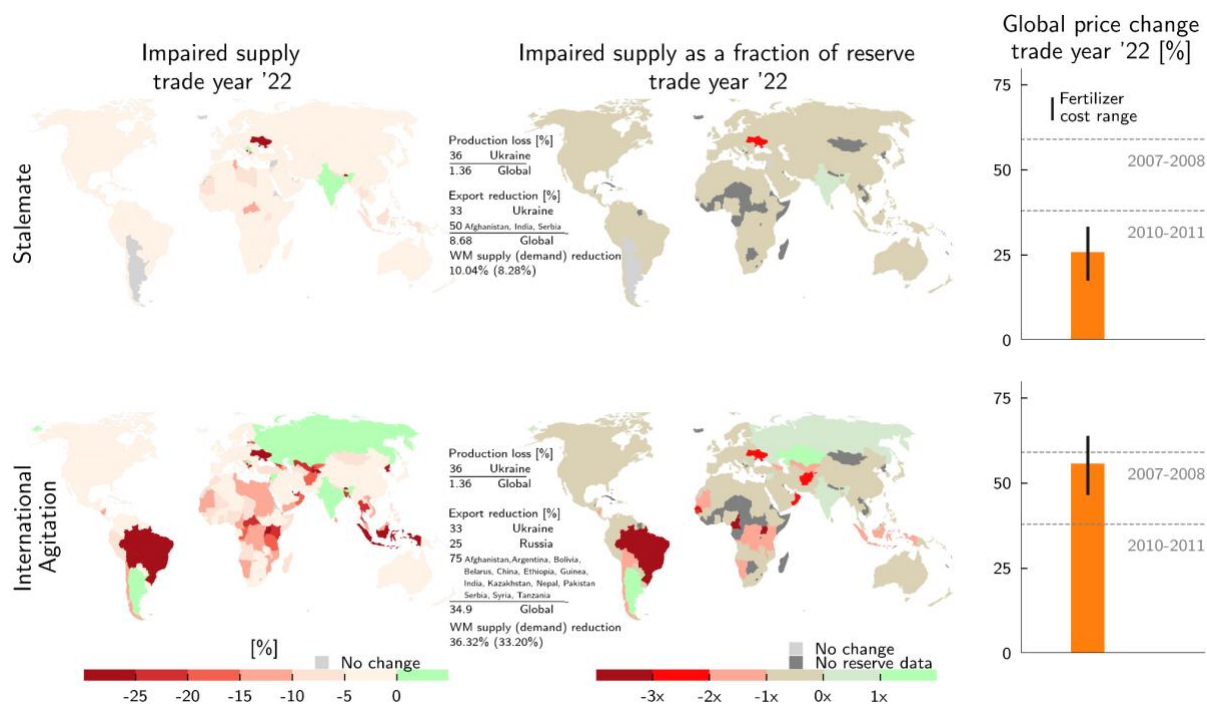 Impaired supply
trade year '22
Impaired supply as a fraction of reserve
trade year '22
Global price change
trade year '22 [%]
Stalemate
Production loss [%]
36 Ukraine
1.36 Global
Export reduction [%]
33 Ukraine
50 Afghanistan, India, Serbia
8.68 Global
WM supply (demand) reduction
10.04% (8.28%)
75
50
25
0
Fertilizer
cost range
2007-2008
2010-2011
International
Agitation
Production loss [%]
36 Ukraine
1.36 Global
Export reduction [%]
33 Ukraine
25 Russia
75 Afghanistan,Argentina, Bolivia,
Belarus, China, Ethiopia, Guinea,
India, Kazakhstan, Nepal, Pakistan
Serbia, Syria, Tanzania
34.9 Global
WM supply (demand) reduction
36.32% (33.20%)
75
50
25
0
2007-2008
2010-2011
[%]
No change
-25 -20 -15 -10 -5 0
No change
No reserve data
-3x -2x -1x 0x 1x